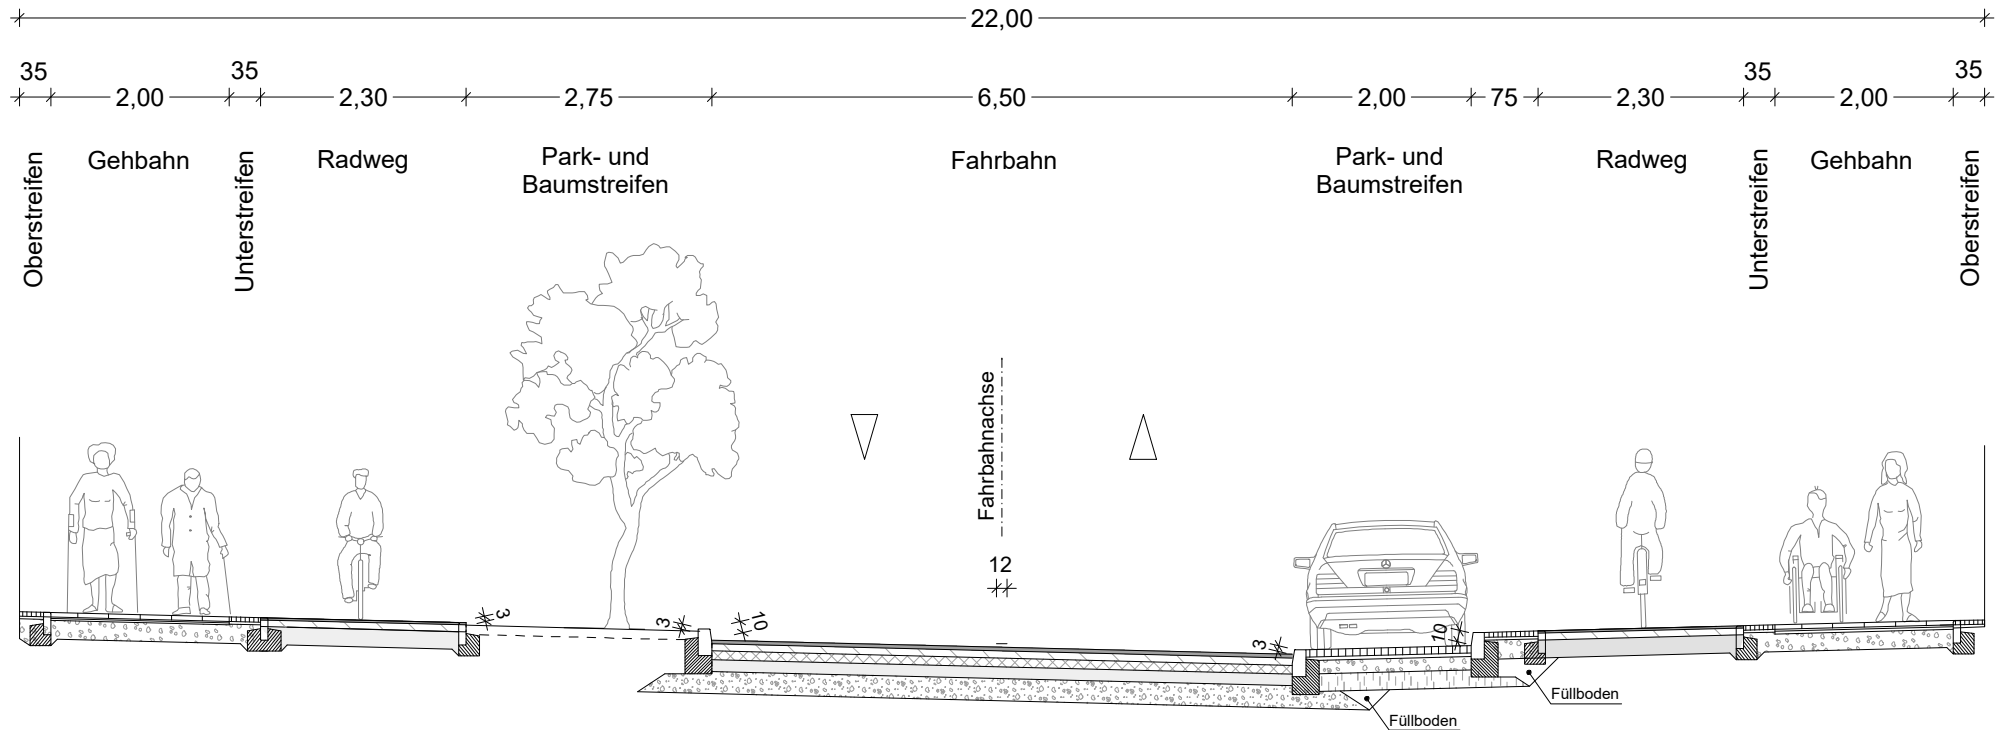 22,00
35
35
35
35
2,00
2,30
2,75
6,50
2,00
75
2,30
2,00
Oberstreifen
Gehbahn
Unterstreifen
Radweg
Park- und
Baumstreifen
Fahrbahn
Park- und
Baumstreifen
Radweg
Unterstreifen
Gehbahn
Oberstreifen
Fahrbahnachse
12
3
3
10
3
10
Füllboden
Füllboden